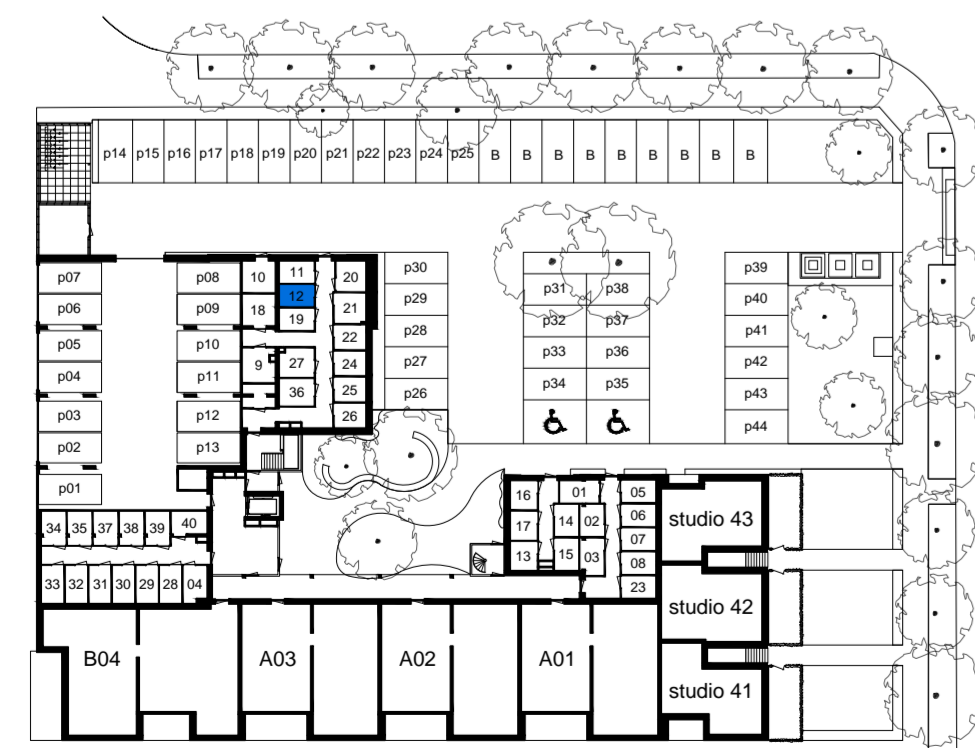 p14 p15 p16 p17 p18 p19 p20 p21 p22 p23 p24 p25 B B B B B B B B B
p07 p08 10 11 20 p30 p39
12
p06 p09 18 19 21 p29 p31 p38 p40
p05 p10 22 p28 p32 p37 p41
p04 p11 9 27 24 p27 p33 p36 p42
36 25 p26 p34 p35 p43
p03 p12 26 p44
p02 p13
p01 16 01 05
34 35 37 38 39 40 17 14 02 06 studio 43
07
13 15 03 08
33 32 31 30 29 28 04 23 studio 42
B04 A03 A02 A01
studio 41